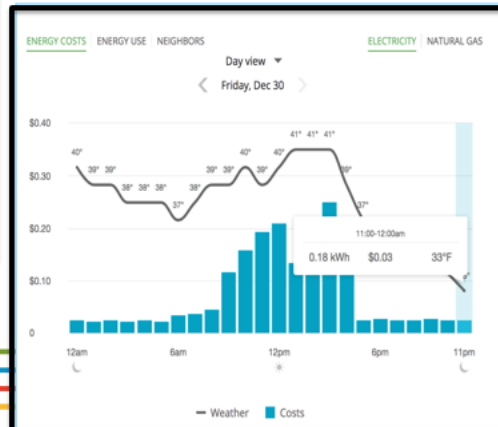 ENERGY COSTS ENERGY USE NEIGHBORS ELECTRICITY NATURAL GAS
Day view
Friday, Dec 30
$0.40
40° 39° 39° 38° 38° 38° 37° 38° 39° 39° 40° 39° 40° 41° 41° 41° 39° 37°
$0.30
$0.20
11:00-12:00am
0.18 kWh $0.03 33°F
$0.10
0
12am 6am 12pm 6pm 11pm
Weather Costs